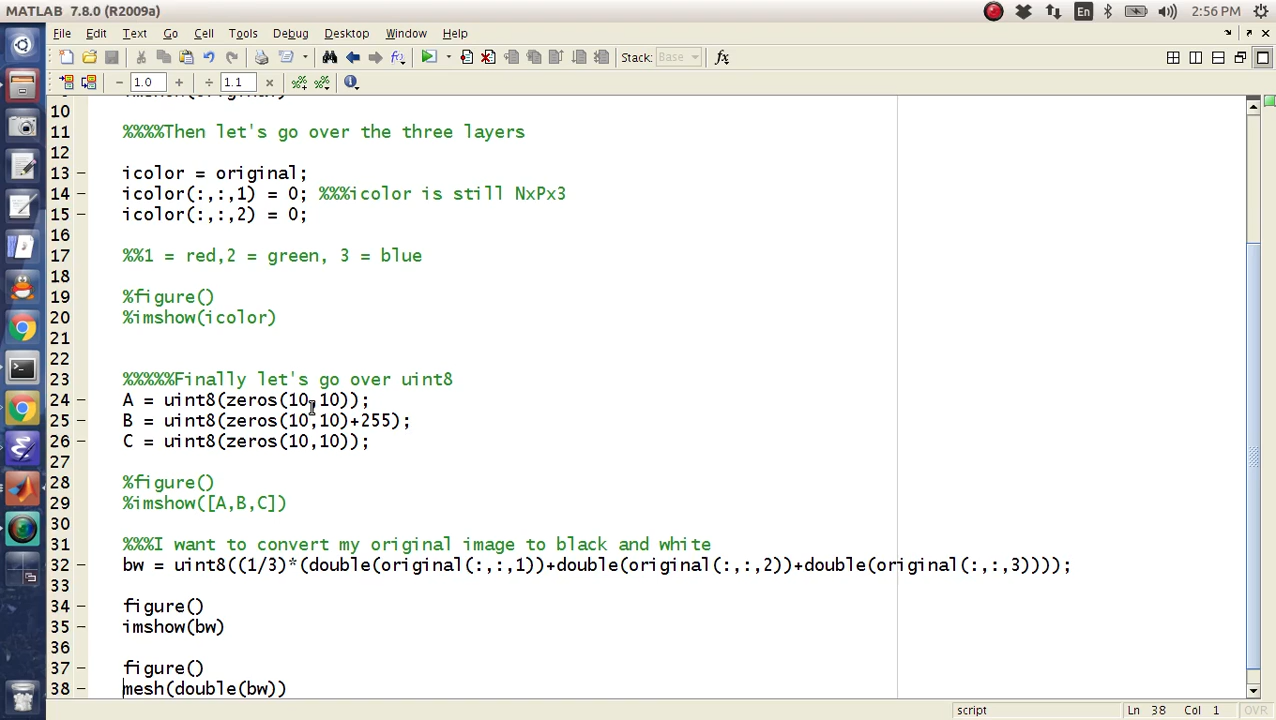 MATLAB 7.8.0 (R2009a)
En
2:56 PM
File Edit Text Go Cell Tools Debug Desktop Window Help
Stack: Base
fx
1.0
1.1
10
11 %%%%Then let's go over the three layers
12
13 icolor = original;
14 icolor(:,:,1) = 0; %%%icolor is still NxPx3
15 icolor(:,:,2) = 0;
16
17 %%1 = red,2 = green, 3 = blue
18
19 %figure()
20 %imshow(icolor)
21
22
23 %%%%%Finally let's go over uint8
24 A = uint8(zeros(10,10));
25 B = uint8(zeros(10,10)+255);
26 C = uint8(zeros(10,10));
27
28 %figure()
29 %imshow([A,B,C])
30
31 %%%I want to convert my original image to black and white
32 bw = uint8((1/3)*(double(original(:,:,1))+double(original(:,:,2))+double(original(:,:,3))));
33
34 figure()
35 imshow(bw)
36
37 figure()
38 mesh(double(bw))
script
Ln 38 Col 1
OVR